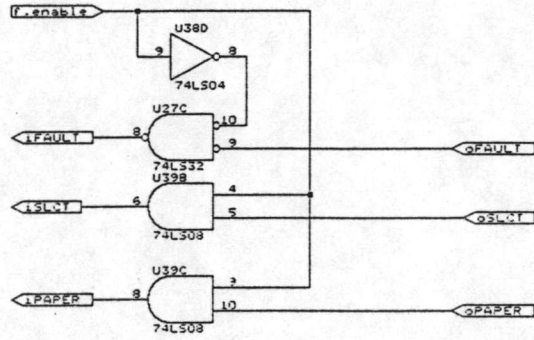 f.enable
U38D
9 8
74LS04
U27C
iFAULT 8 10
9 oFAULT
74LS32
U39B
4
iSLCT 6
5 oSLCT
74LS08
U39C
9
iPAPER 8
10 oPAPER
74LS08